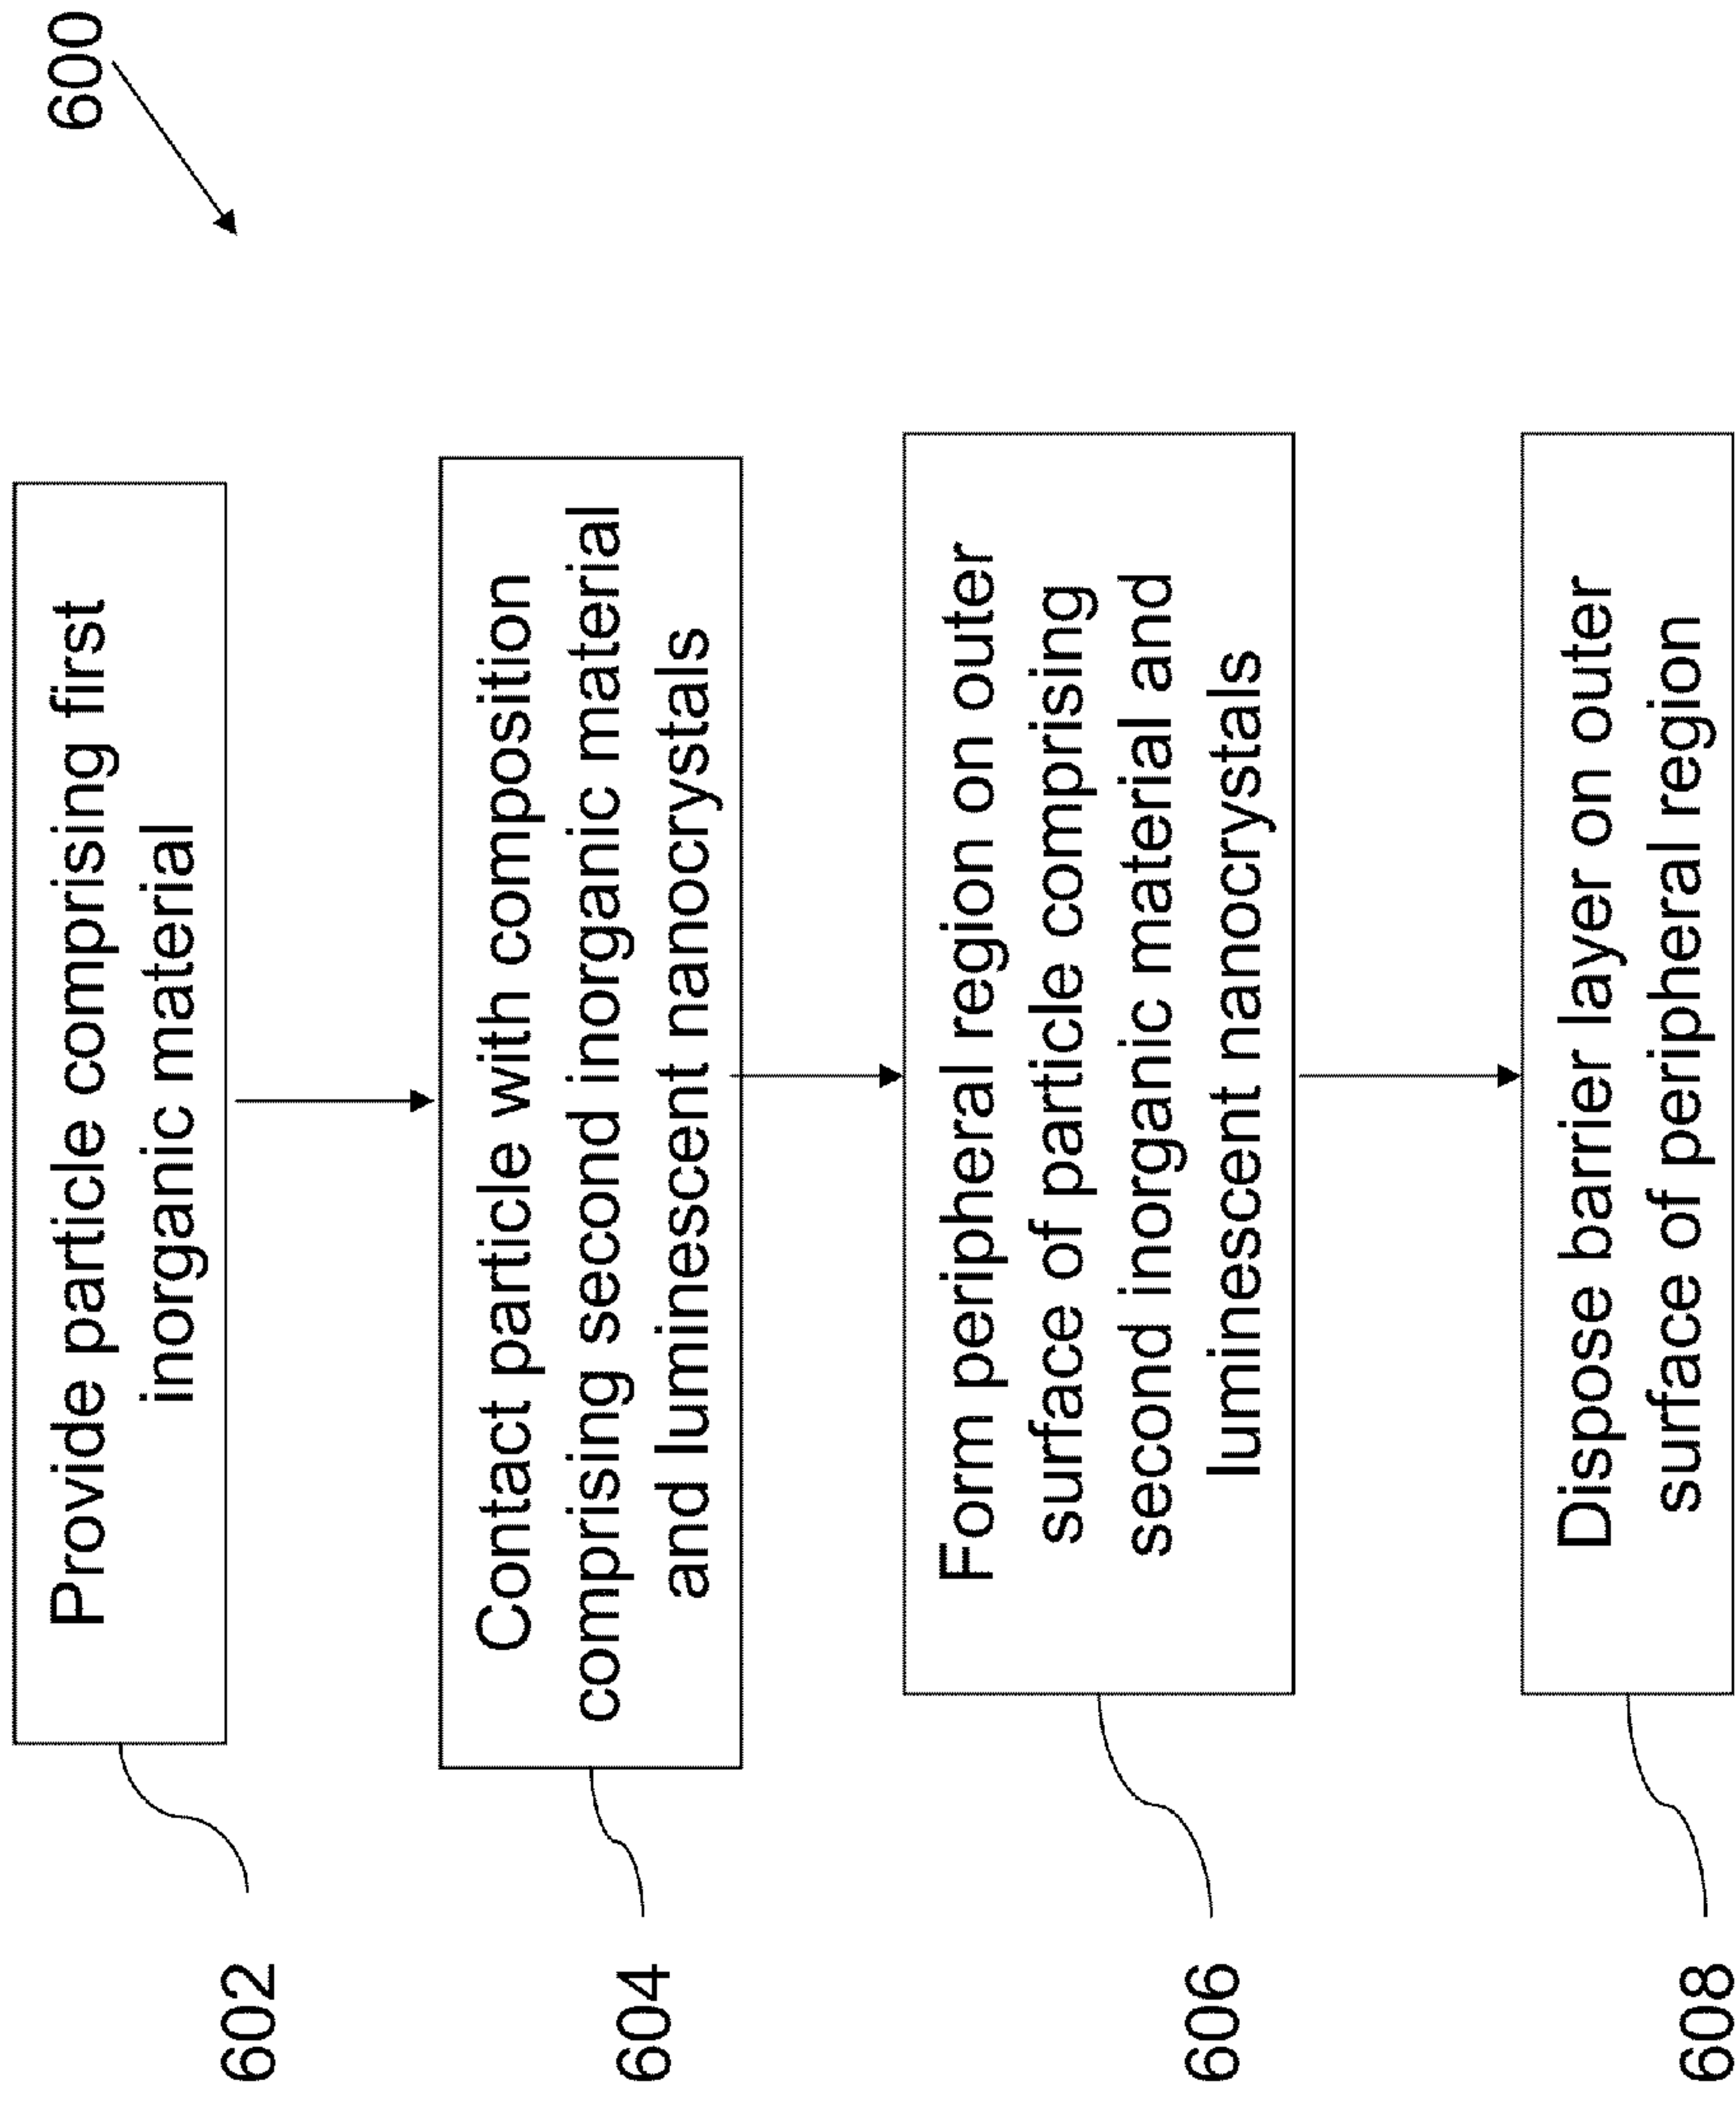 600
602
Provide particle comprising first
inorganic material
604
Contact particle with composition
comprising second inorganic material
and luminescent nanocrystals
606
Form peripheral region on outer
surface of particle comprising
second inorganic material and
luminescent nanocrystals
608
Dispose barrier layer on outer
surface of peripheral region